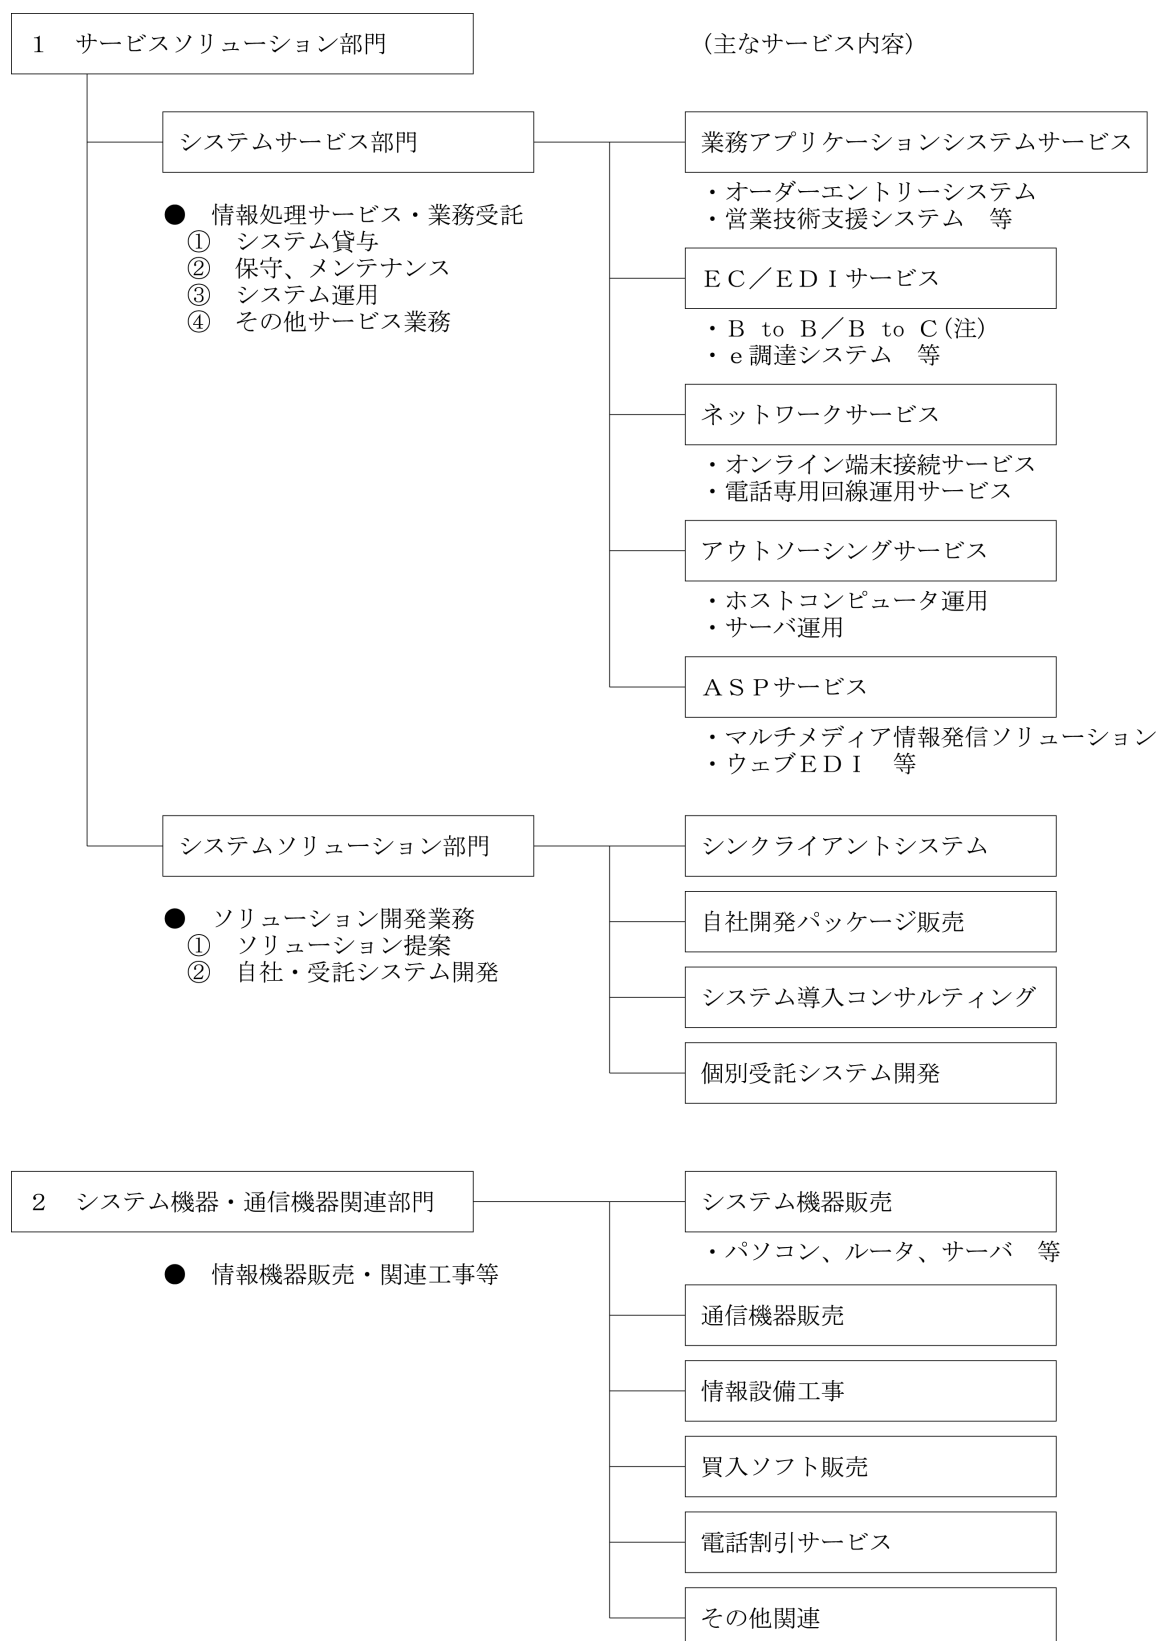 １　サービスソリューション部門
（主なサービス内容）
システムサービス部門
●　情報処理サービス・業務受託
①　システム貸与
②　保守、メンテナンス
③　システム運用
④　その他サービス業務
業務アプリケーションシステムサービス
・オーダーエントリーシステム
・営業技術支援システム　等
ＥＣ／ＥＤＩサービス
・Ｂ to Ｂ／Ｂ to Ｃ(注)
・ｅ調達システム　等
ネットワークサービス
・オンライン端末接続サービス
・電話専用回線運用サービス
アウトソーシングサービス
・ホストコンピュータ運用
・サーバ運用
ＡＳＰサービス
・マルチメディア情報発信ソリューション
・ウェブＥＤＩ　等
システムソリューション部門
●　ソリューション開発業務
①　ソリューション提案
②　自社・受託システム開発
シンクライアントシステム
自社開発パッケージ販売
システム導入コンサルティング
個別受託システム開発
２　システム機器・通信機器関連部門
●　情報機器販売・関連工事等
システム機器販売
・パソコン、ルータ、サーバ　等
通信機器販売
情報設備工事
買入ソフト販売
電話割引サービス
その他関連